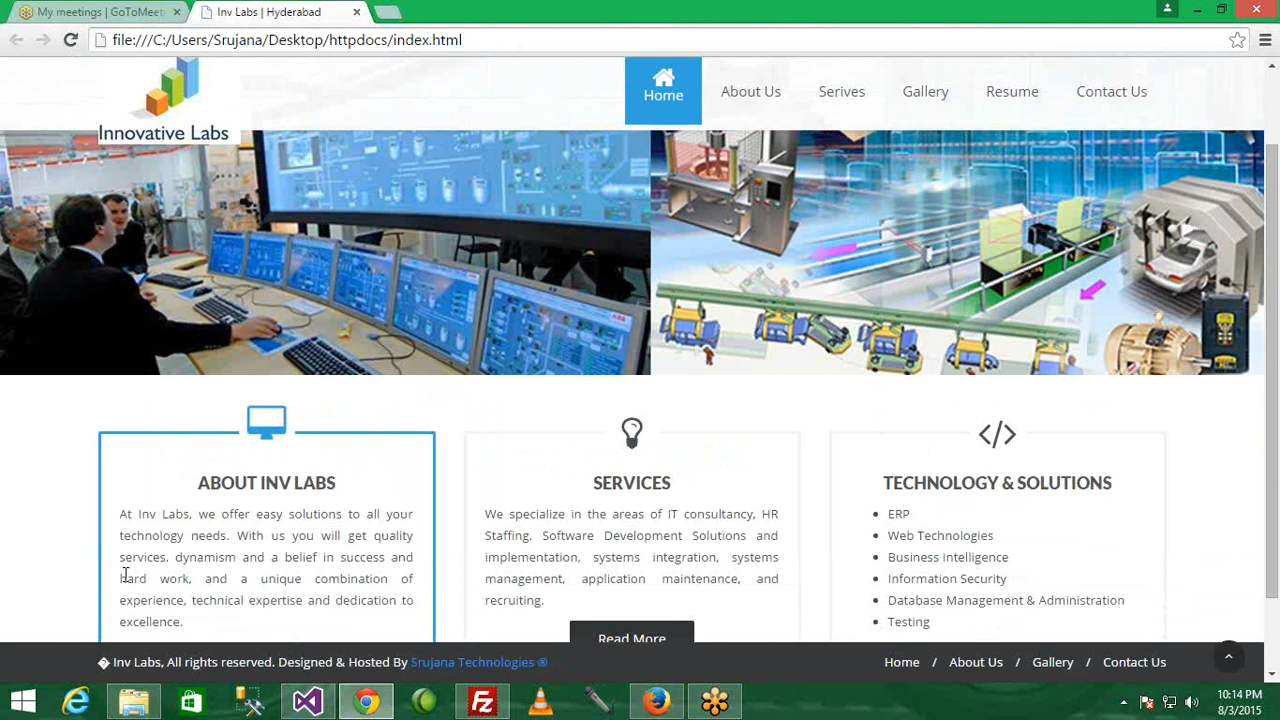 My meetings | GoToMeeti
Inv Labs | Hyderabad
file:///C:/Users/Srujana/Desktop/httpdocs/index.html
Innovative Labs
Home
About Us
Serives
Gallery
Resume
Contact Us
ABOUT INV LABS
At Inv Labs, we offer easy solutions to all your
technology needs. With us you will get quality
services, dynamism and a belief in success and
hard work, and a unique combination of
experience, technical expertise and dedication to
excellence.
SERVICES
We specialize in the areas of IT consultancy, HR
Staffing, Software Development Solutions and
implementation, systems integration, systems
management, application maintenance, and
recruiting.
Read More
TECHNOLOGY & SOLUTIONS
• ERP
• Web Technologies
• Business Intelligence
• Information Security
• Database Management & Administration
• Testing
� Inv Labs, All rights reserved. Designed & Hosted By Srujana Technologies ®
Home / About Us / Gallery / Contact Us
10:14 PM
8/3/2015